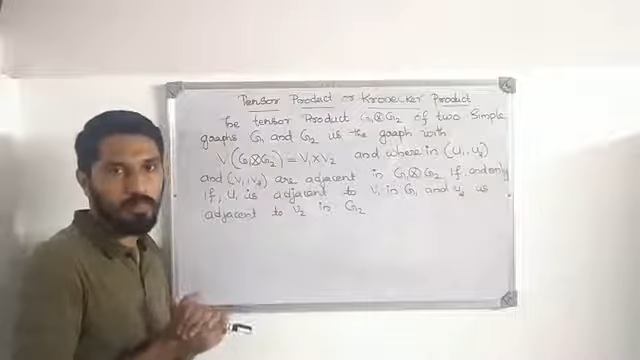 Tensor Product or Kronecker Product
The tensor Product G₁⊗G₂ of two Simple
graphs G₁ and G₂ is the graph with
V(G₁⊗G₂) = V₁×V₂ and where in (u₁,u₂)
and (v₁,v₂) are adjacent in G₁⊗G₂ If and only
if, u₁ is adjacent to v₁ in G₁ and u₂ is
adjacent to v₂ in G₂